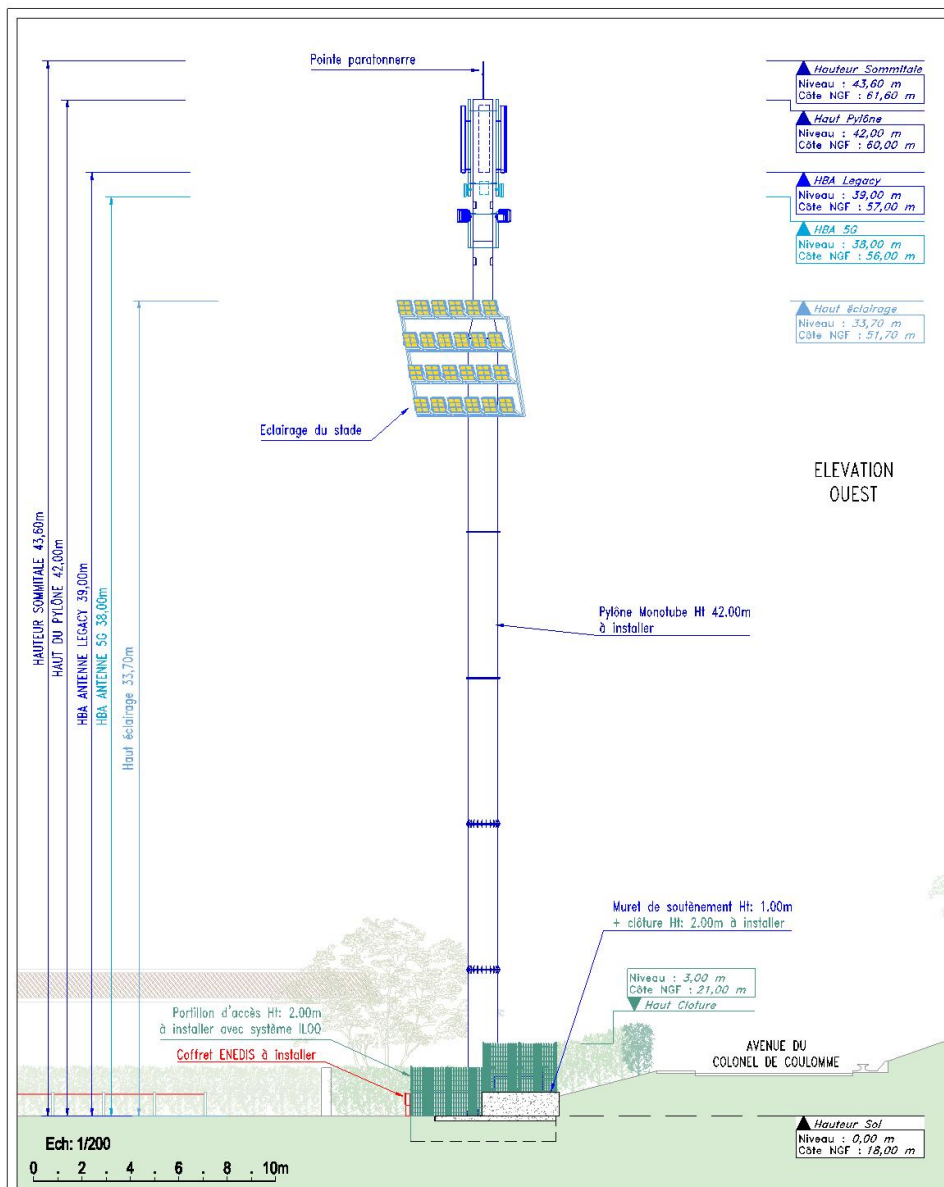 Pointe paratonnerre
Hauteur Sommitale
Niveau : 43,60 m
Côte NGF : 61,60 m
Haut Pylône
Niveau : 42,00 m
Côte NGF : 60,00 m
HBA Legacy
Niveau : 39,00 m
Côte NGF : 57,00 m
HBA 5G
Niveau : 38,00 m
Côte NGF : 56,00 m
Haut éclairage
Niveau : 33,70 m
Côte NGF : 51,70 m
Eclairage du stade
ELEVATION
OUEST
HAUTEUR SOMMITALE 43,60m
HAUT DU PYLÔNE 42,00m
HBA ANTENNE LEGACY 39,00m
HBA ANTENNE 5G 38,00m
Haut éclairage 33,70m
Pylône Monotube Ht 42.00m
à installer
Muret de soutènement Ht: 1.00m
+ clôture Ht: 2.00m à installer
Niveau : 3,00 m
Côte NGF : 21,00 m
Haut Cloture
Portillon d'accès Ht: 2.00m
à installer avec système ILOQ
Coffret ENEDIS à installer
AVENUE DU
COLONEL DE COULOMME
Hauteur Sol
Niveau : 0,00 m
Côte NGF : 18,00 m
Ech: 1/200
0 . 2 . 4 . 6 . 8 . 10m